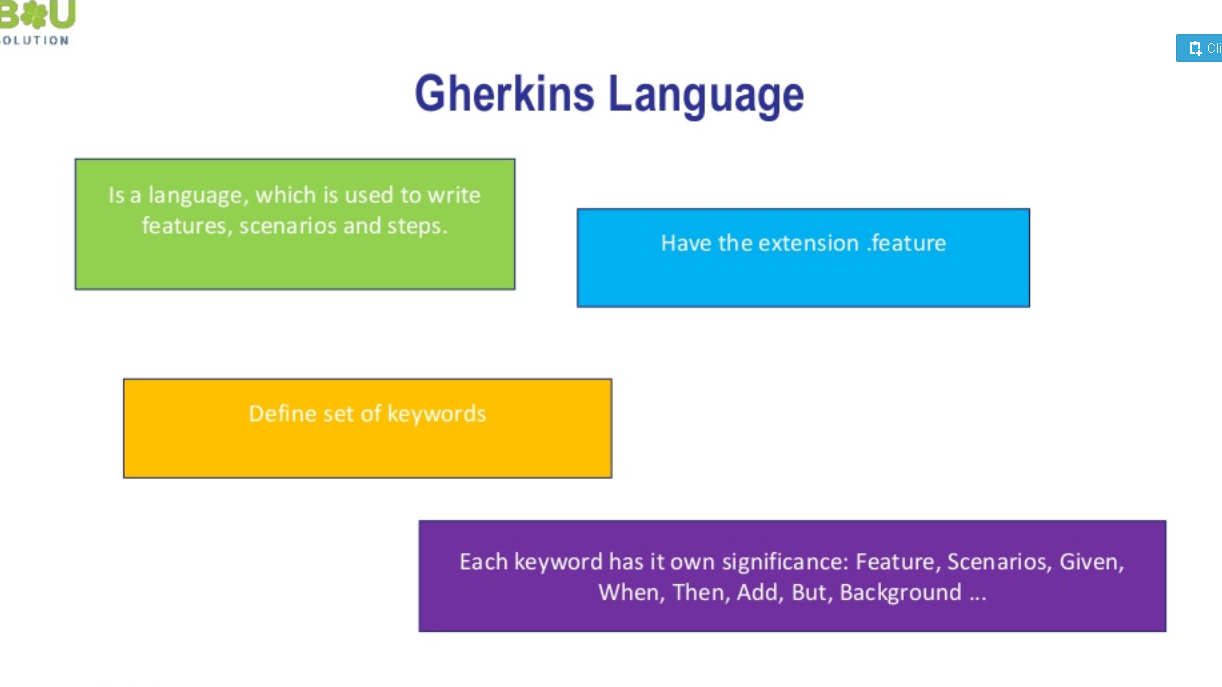 B U
SOLUTION
Cli
Gherkins Language
Is a language, which is used to write
features, scenarios and steps.
Have the extension .feature
Define set of keywords
Each keyword has it own significance: Feature, Scenarios, Given,
When, Then, Add, But, Background ...